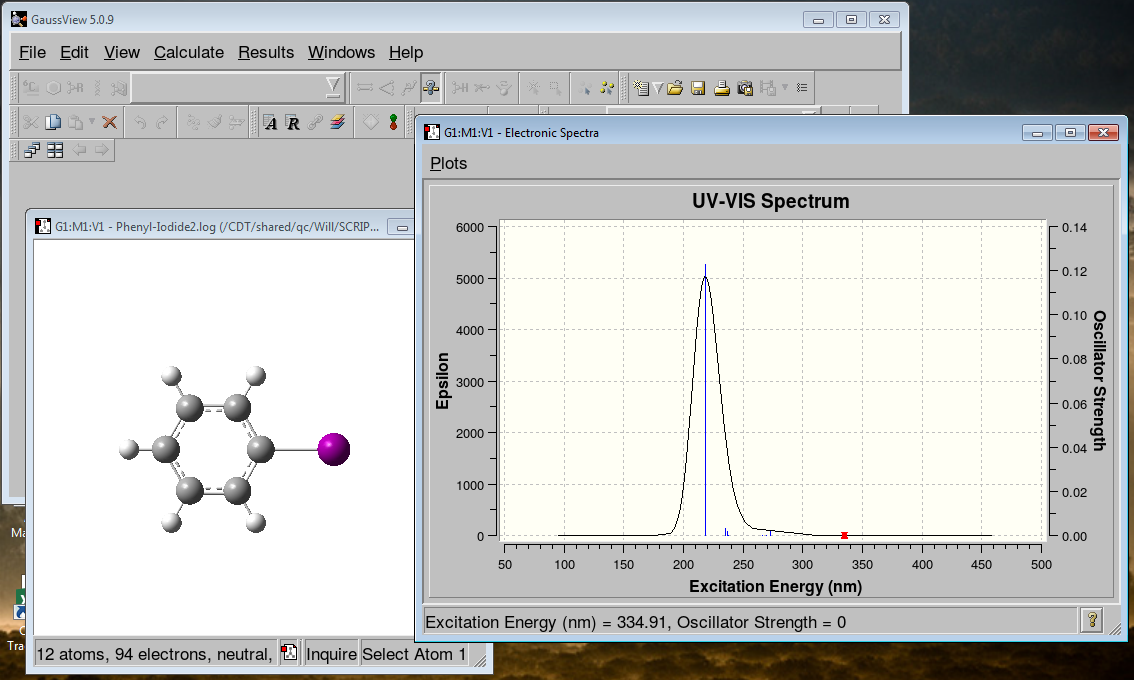 GaussView 5.0.9
File Edit View Calculate Results Windows Help
A R
G1:M1:V1 - Electronic Spectra
Plots
UV-VIS Spectrum
6000
5000
4000
3000
2000
1000
0
Epsilon
0.14
0.12
0.10
0.08
0.06
0.04
0.02
0.00
Oscillator Strength
50 100 150 200 250 300 350 400 450 500
Excitation Energy (nm)
Excitation Energy (nm) = 334.91, Oscillator Strength = 0
?
G1:M1:V1 - Phenyl-Iodide2.log (/CDT/shared/qc/Will/SCRIP...
12 atoms, 94 electrons, neutral,
Inquire
Select Atom 1
Ma
Tra